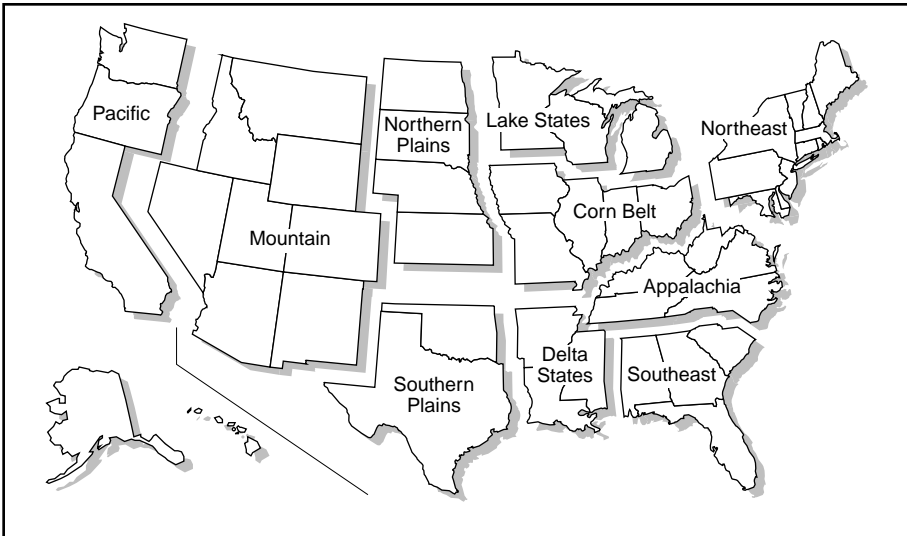 Pacific
Northern
Plains
Lake States
Northeast
Mountain
Corn Belt
Appalachia
Southern
Plains
Delta
States
Southeast